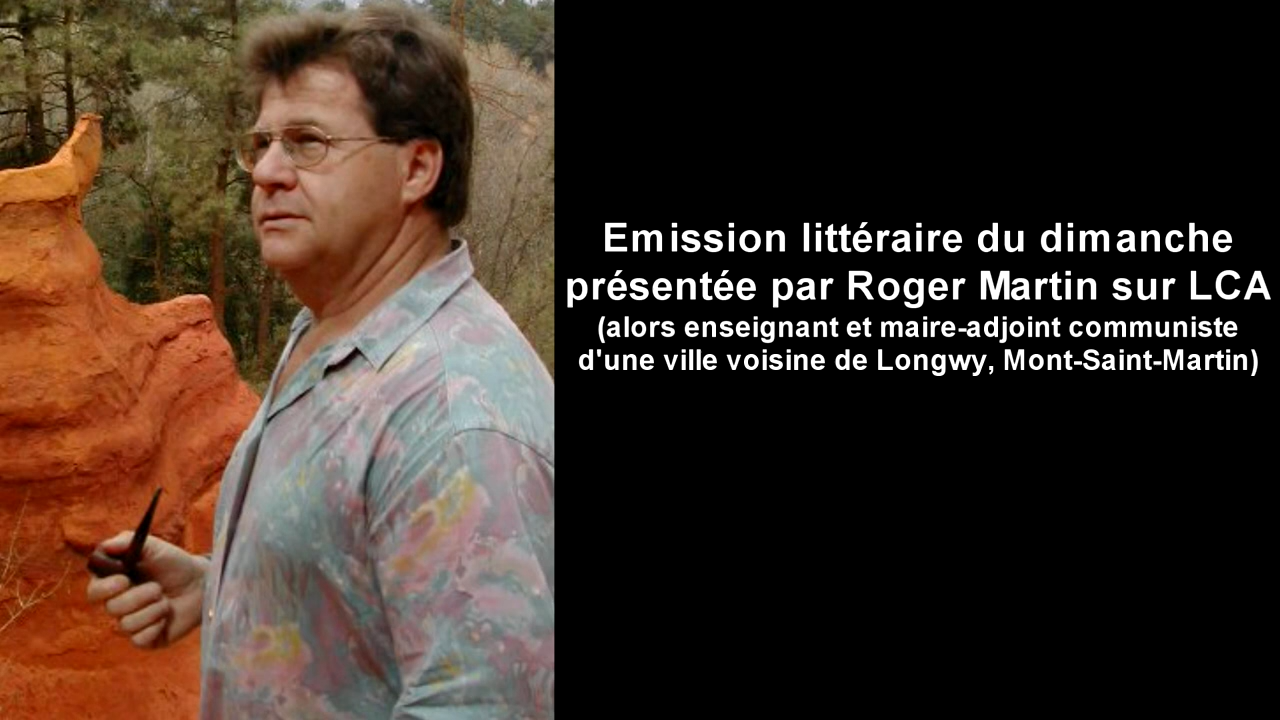 Emission littéraire du dimanche
présentée par Roger Martin sur LCA
(alors enseignant et maire-adjoint communiste
d'une ville voisine de Longwy, Mont-Saint-Martin)